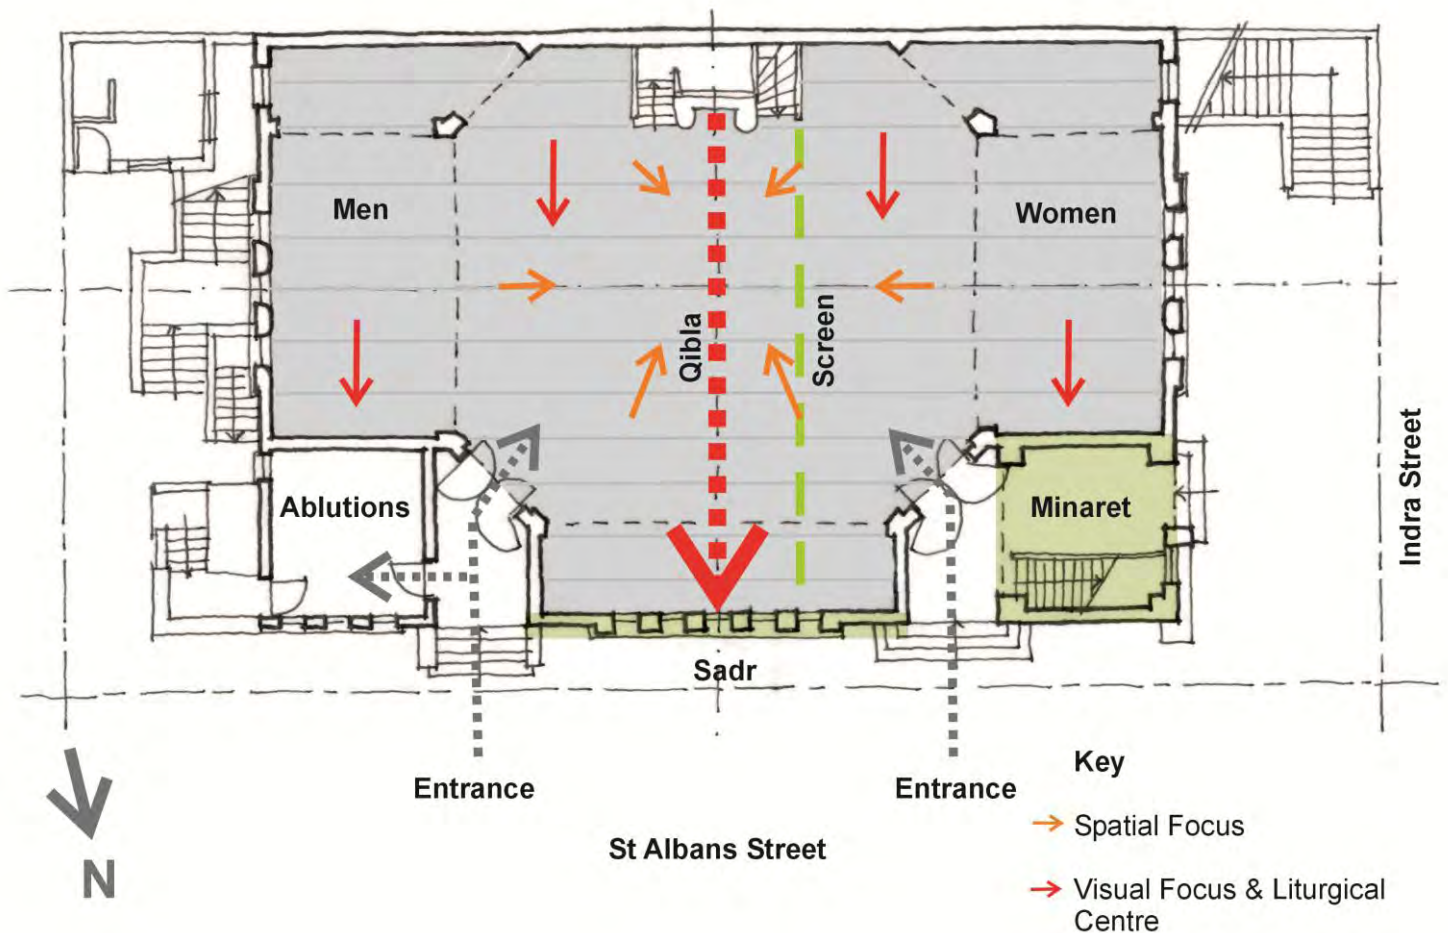 Men
Women
Qibla
Screen
Ablutions
Minaret
Indra Street
Sadr
Entrance
Entrance
St Albans Street
N
Key
Spatial Focus
Visual Focus & Liturgical
Centre